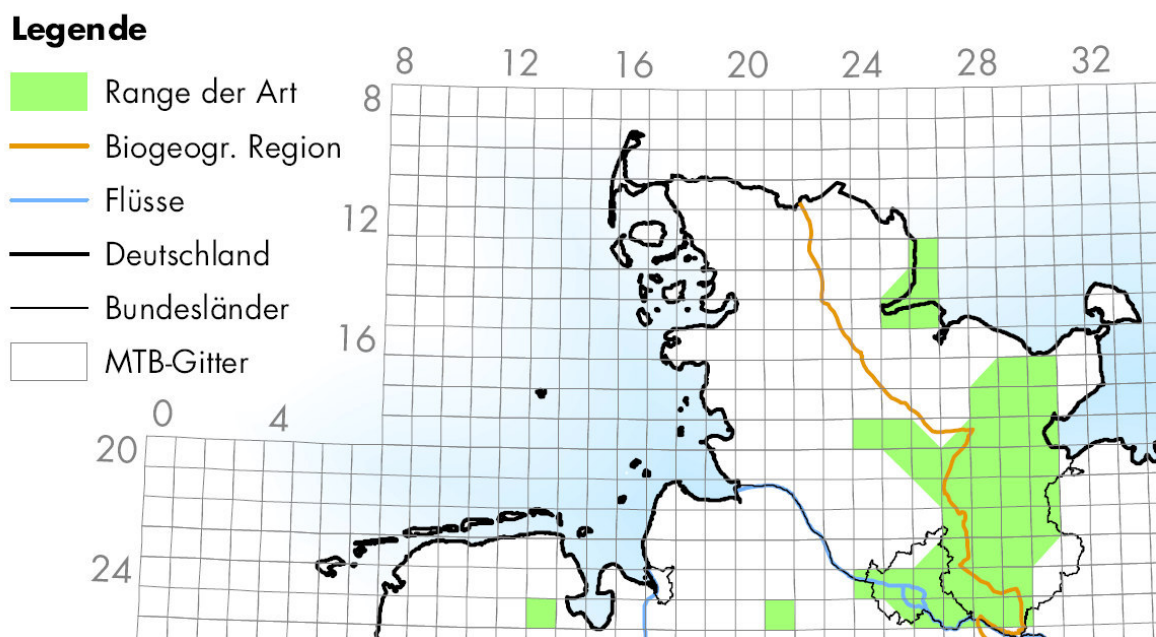 Legende
Range der Art
Biogeogr. Region
Flüsse
Deutschland
Bundesländer
MTB-Gitter
8 12 16 20 24 28 32
8
12
16
0 4
20
24